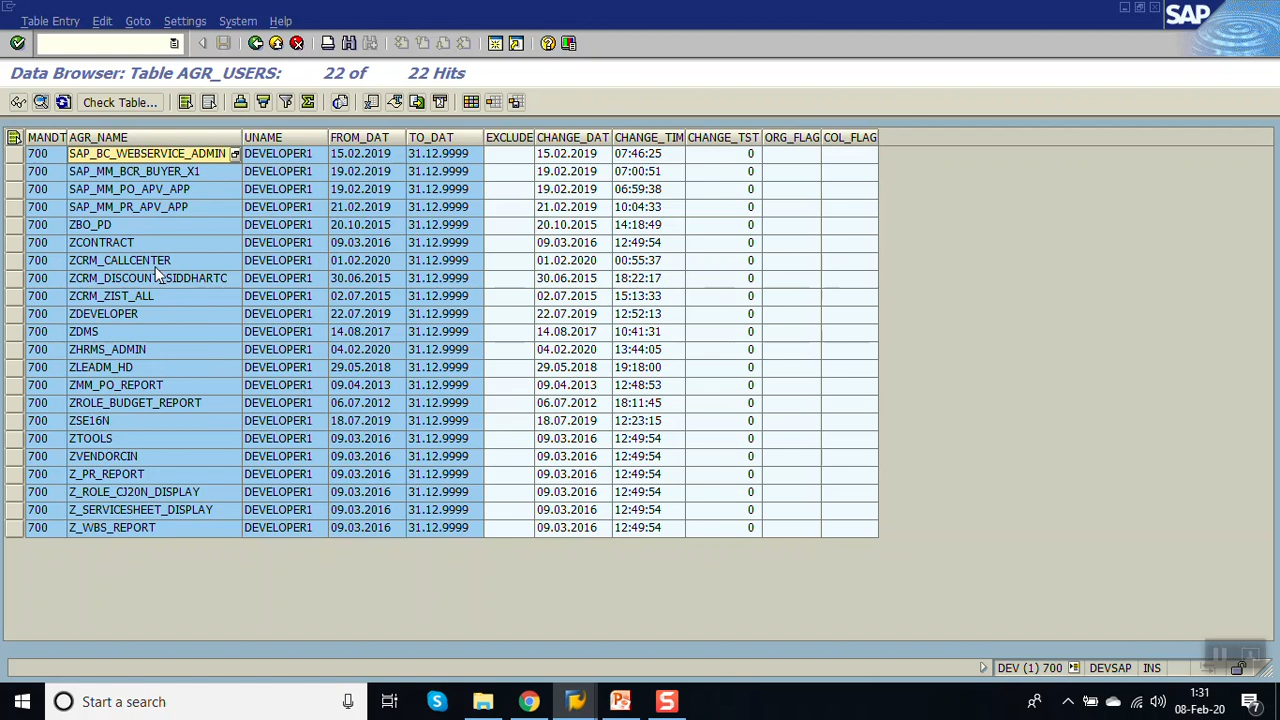 Table Entry Edit Goto Settings System Help
SAP
Data Browser: Table AGR_USERS: 22 of 22 Hits
Check Table...
MANDT AGR_NAME UNAME FROM_DAT TO_DAT EXCLUDE CHANGE_DAT CHANGE_TIM CHANGE_TST ORG_FLAG COL_FLAG
700 SAP_BC_WEBSERVICE_ADMIN DEVELOPER1 15.02.2019 31.12.9999 15.02.2019 07:46:25 0
700 SAP_MM_BCR_BUYER_X1 DEVELOPER1 19.02.2019 31.12.9999 19.02.2019 07:00:51 0
700 SAP_MM_PO_APV_APP DEVELOPER1 19.02.2019 31.12.9999 19.02.2019 06:59:38 0
700 SAP_MM_PR_APV_APP DEVELOPER1 21.02.2019 31.12.9999 21.02.2019 10:04:33 0
700 ZBO_PD DEVELOPER1 20.10.2015 31.12.9999 20.10.2015 14:18:49 0
700 ZCONTRACT DEVELOPER1 09.03.2016 31.12.9999 09.03.2016 12:49:54 0
700 ZCRM_CALLCENTER DEVELOPER1 01.02.2020 31.12.9999 01.02.2020 00:55:37 0
700 ZCRM_DISCOUNT_SIDDHARTC DEVELOPER1 30.06.2015 31.12.9999 30.06.2015 18:22:17 0
700 ZCRM_ZIST_ALL DEVELOPER1 02.07.2015 31.12.9999 02.07.2015 15:13:33 0
700 ZDEVELOPER DEVELOPER1 22.07.2019 31.12.9999 22.07.2019 12:52:13 0
700 ZDMS DEVELOPER1 14.08.2017 31.12.9999 14.08.2017 10:41:31 0
700 ZHRMS_ADMIN DEVELOPER1 04.02.2020 31.12.9999 04.02.2020 13:44:05 0
700 ZLEADM_HD DEVELOPER1 29.05.2018 31.12.9999 29.05.2018 19:18:00 0
700 ZMM_PO_REPORT DEVELOPER1 09.04.2013 31.12.9999 09.04.2013 12:48:53 0
700 ZROLE_BUDGET_REPORT DEVELOPER1 06.07.2012 31.12.9999 06.07.2012 18:11:45 0
700 ZSE16N DEVELOPER1 18.07.2019 31.12.9999 18.07.2019 12:23:15 0
700 ZTOOLS DEVELOPER1 09.03.2016 31.12.9999 09.03.2016 12:49:54 0
700 ZVENDORCIN DEVELOPER1 09.03.2016 31.12.9999 09.03.2016 12:49:54 0
700 Z_PR_REPORT DEVELOPER1 09.03.2016 31.12.9999 09.03.2016 12:49:54 0
700 Z_ROLE_CJ20N_DISPLAY DEVELOPER1 09.03.2016 31.12.9999 09.03.2016 12:49:54 0
700 Z_SERVICESHEET_DISPLAY DEVELOPER1 09.03.2016 31.12.9999 09.03.2016 12:49:54 0
700 Z_WBS_REPORT DEVELOPER1 09.03.2016 31.12.9999 09.03.2016 12:49:54 0
DEV (1) 700 DEVSAP INS
Start a search
1:31
08-Feb-20
7